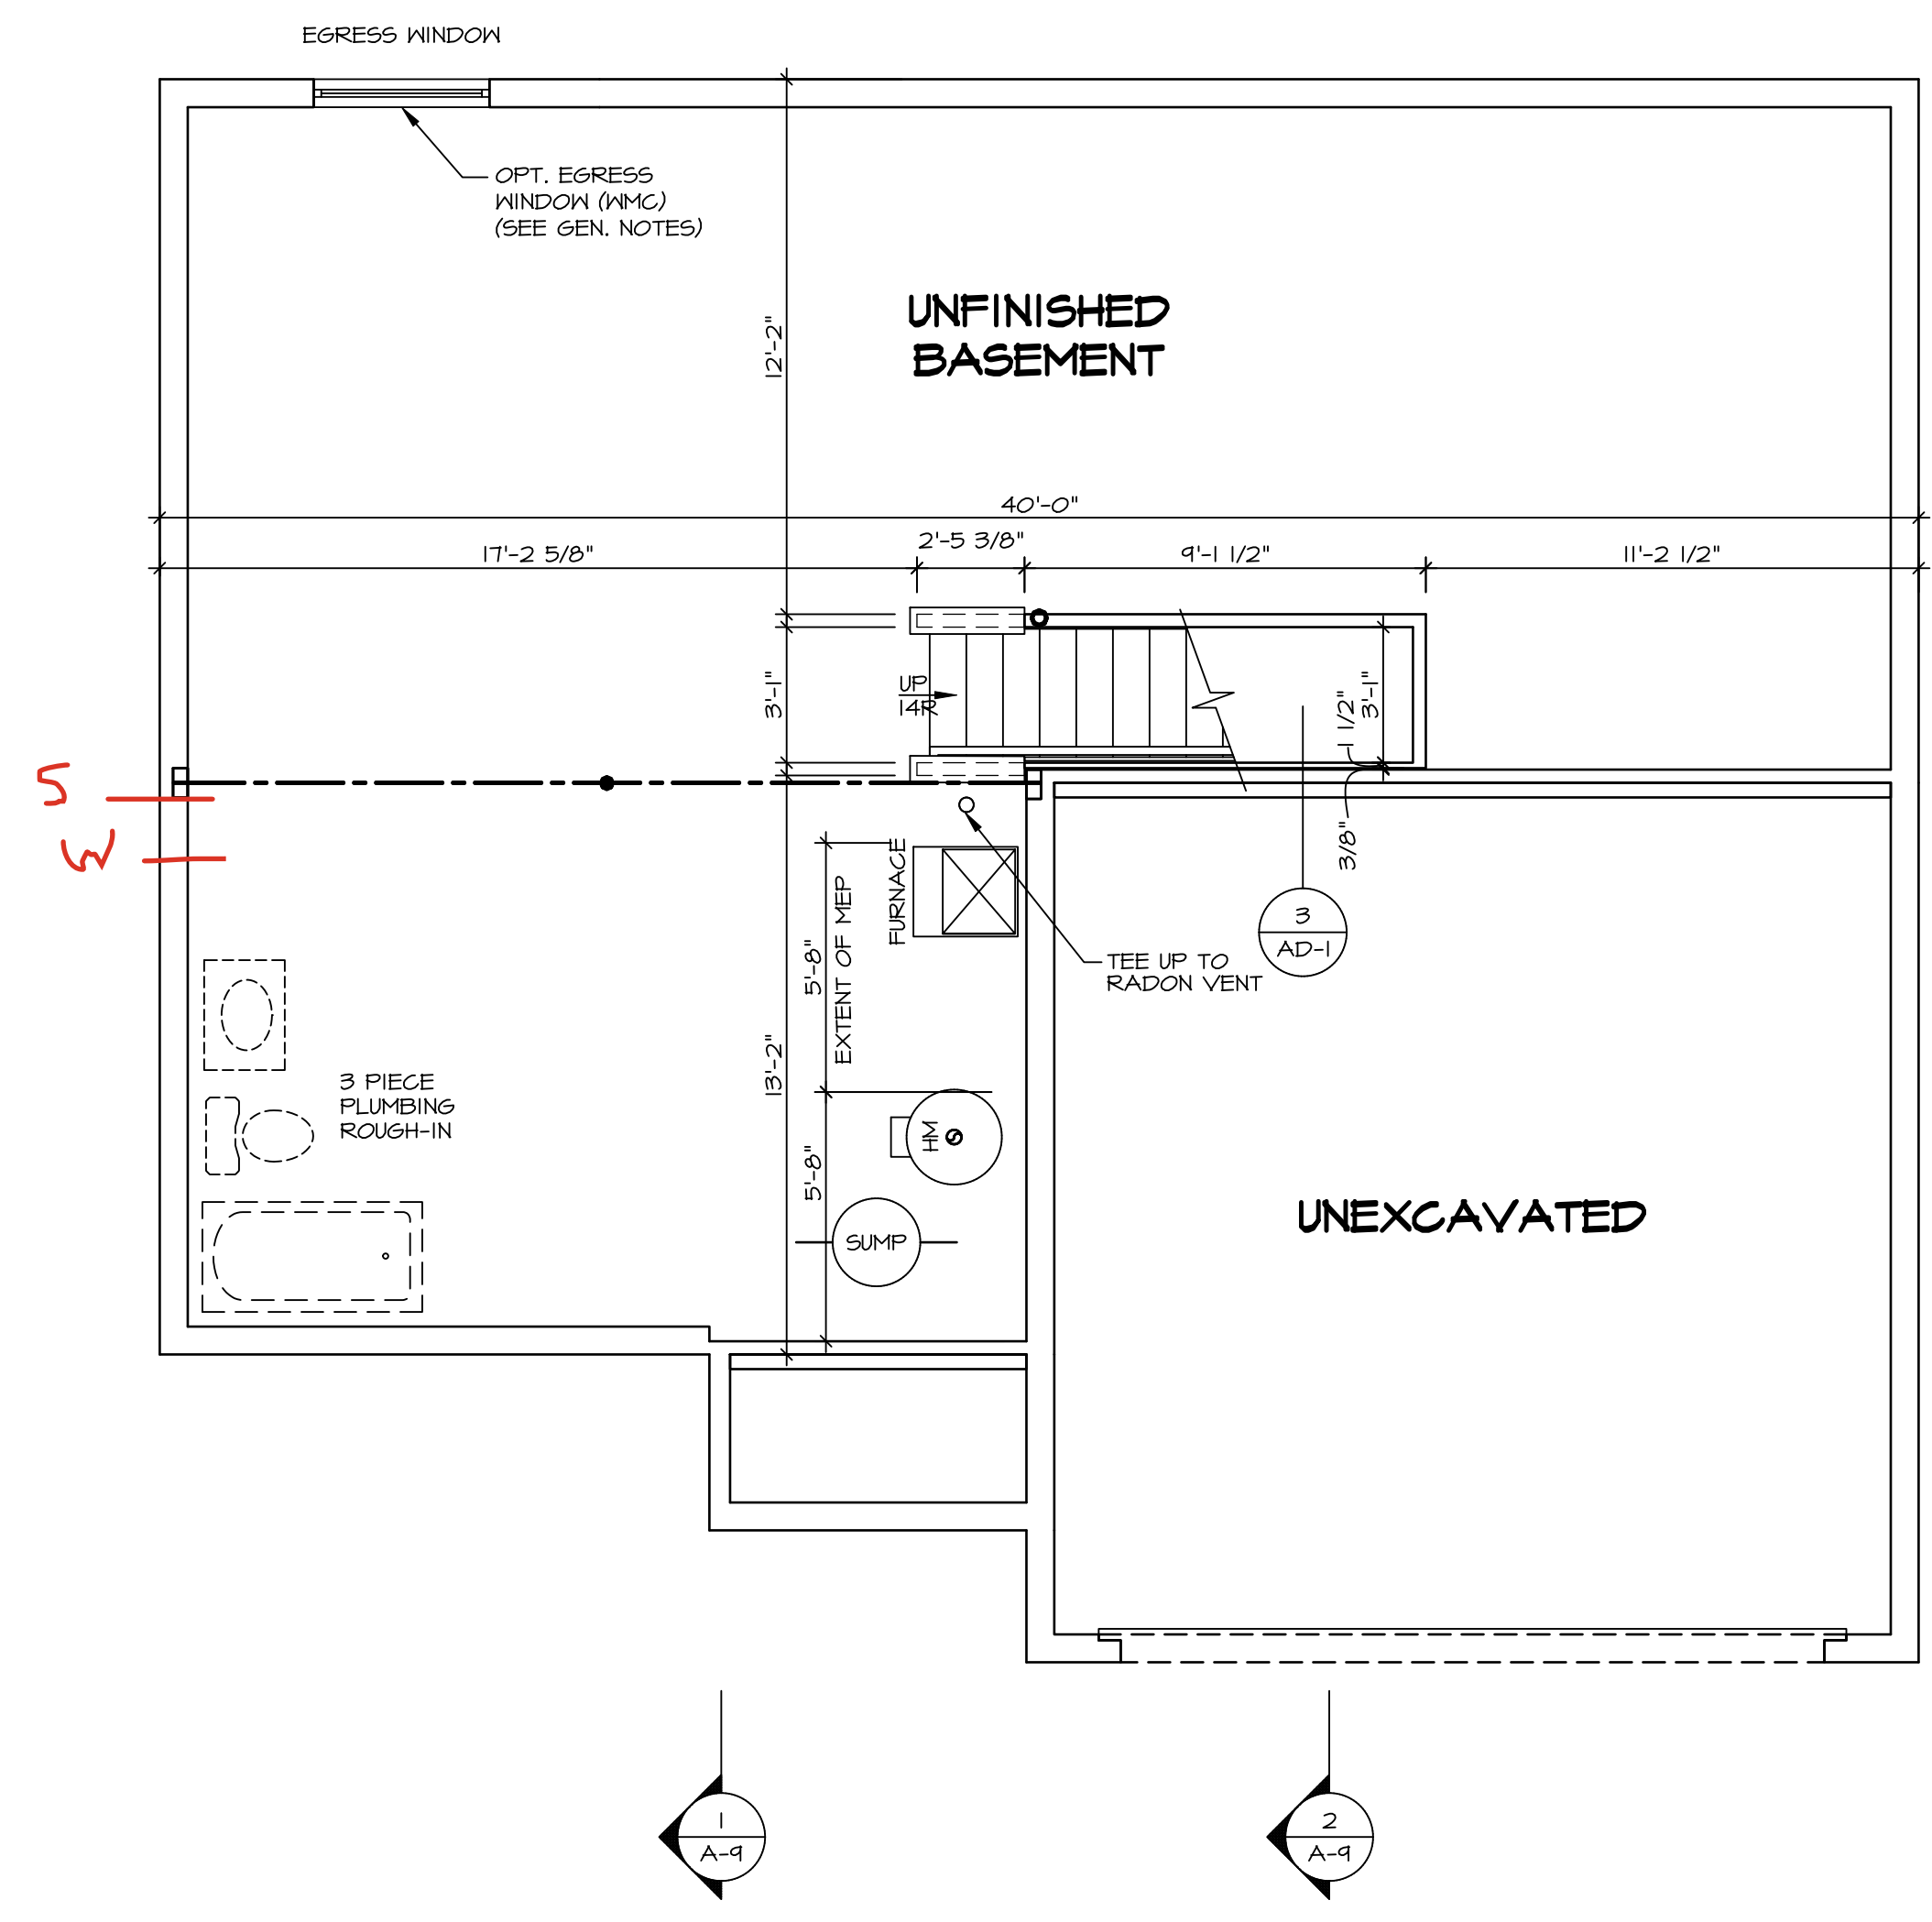 EGRESS WINDOW
OPT. EGRESS
WINDOW (WMC)
(SEE GEN. NOTES)
UNFINISHED
BASEMENT
12'-2"
40'-0"
17'-2 5/8"
2'-5 3/8"
9'-1 1/2"
11'-2 1/2"
UP
14R
3'-1"
3'-1"
1 1/2"
3/8"
S
W
FURNACE
EXTENT OF MEP
5'-8"
3
AD-1
TEE UP TO
RADON VENT
13'-2"
3 PIECE
PLUMBING
ROUGH-IN
HM
5'-8"
SUMP
UNEXCAVATED
1
A-9
2
A-9